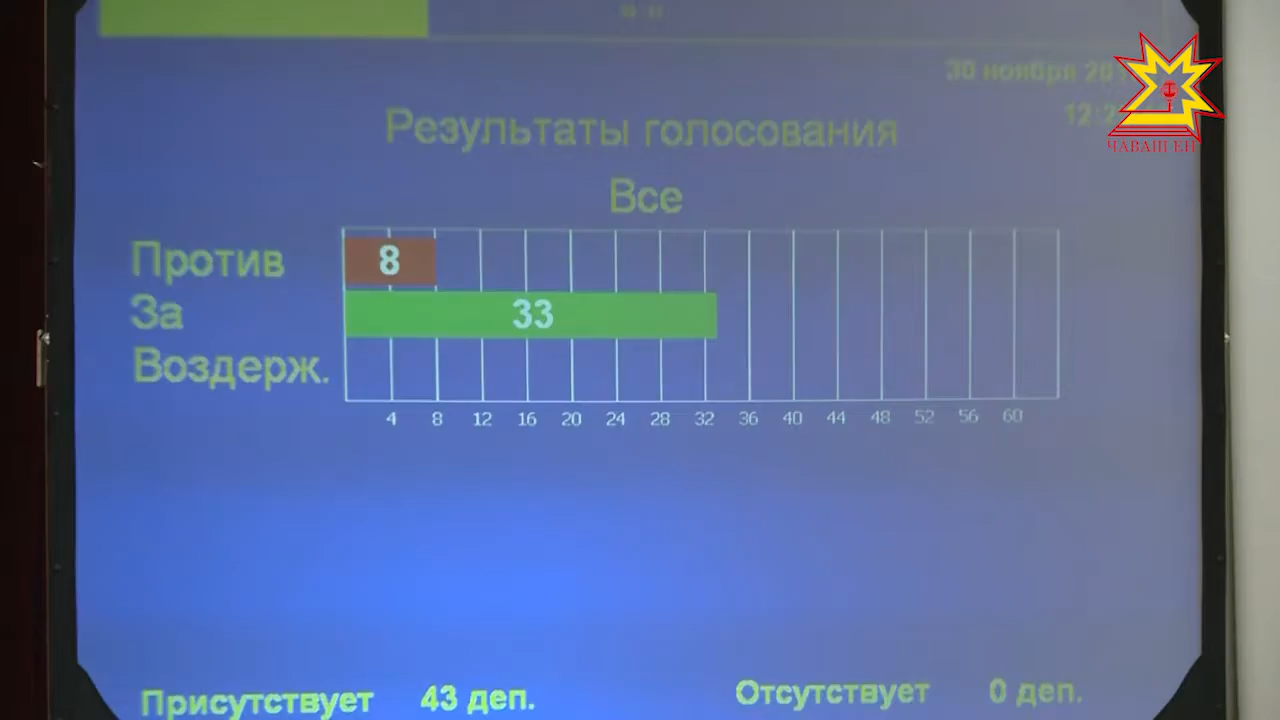 30 ноября
ЧӐВАШ ЕН
Результаты голосования
Все
Против 8
За 33
Воздерж.
4 8 12 16 20 24 28 32 36 40 44 48 52 56 60
Присутствует 43 деп. Отсутствует 0 деп.